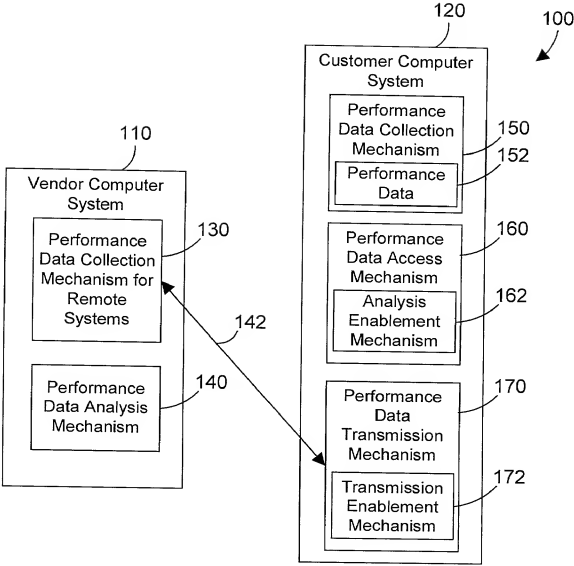 100
120
Customer Computer
System
Performance
Data Collection
Mechanism
150
152
Performance
Data
110
Vendor Computer
System
130
Performance
Data Collection
Mechanism for
Remote
Systems
160
Performance
Data Access
Mechanism
162
Analysis
Enablement
Mechanism
142
140
Performance
Data Analysis
Mechanism
170
Performance
Data
Transmission
Mechanism
172
Transmission
Enablement
Mechanism